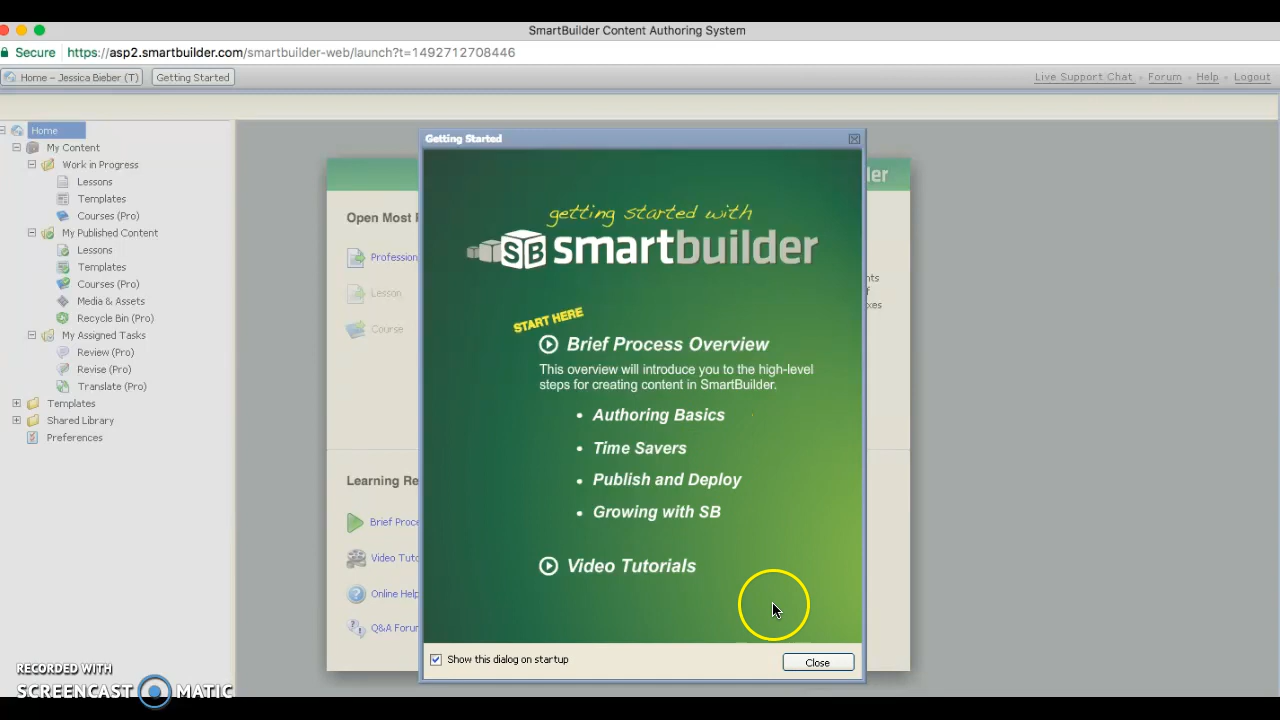 SmartBuilder Content Authoring System
Secure https://asp2.smartbuilder.com/smartbuilder-web/launch?t=1492712708446
Home – Jessica Bieber (T) Getting Started Live Support Chat Forum Help Logout
Home
My Content
Work in Progress
Lessons
Templates
Courses (Pro)
My Published Content
Lessons
Templates
Courses (Pro)
Media & Assets
Recycle Bin (Pro)
My Assigned Tasks
Review (Pro)
Revise (Pro)
Translate (Pro)
Templates
Shared Library
Preferences
Open Most
Profession
Lesson
Course
Learning Re
Brief Proce
Video Tuto
Online Help
Q&A Forum
Getting Started
getting started with
SB smartbuilder
START HERE
Brief Process Overview
This overview will introduce you to the high-level
steps for creating content in SmartBuilder.
• Authoring Basics
• Time Savers
• Publish and Deploy
• Growing with SB
Video Tutorials
Show this dialog on startup Close
RECORDED WITH
SCREENCAST MATIC